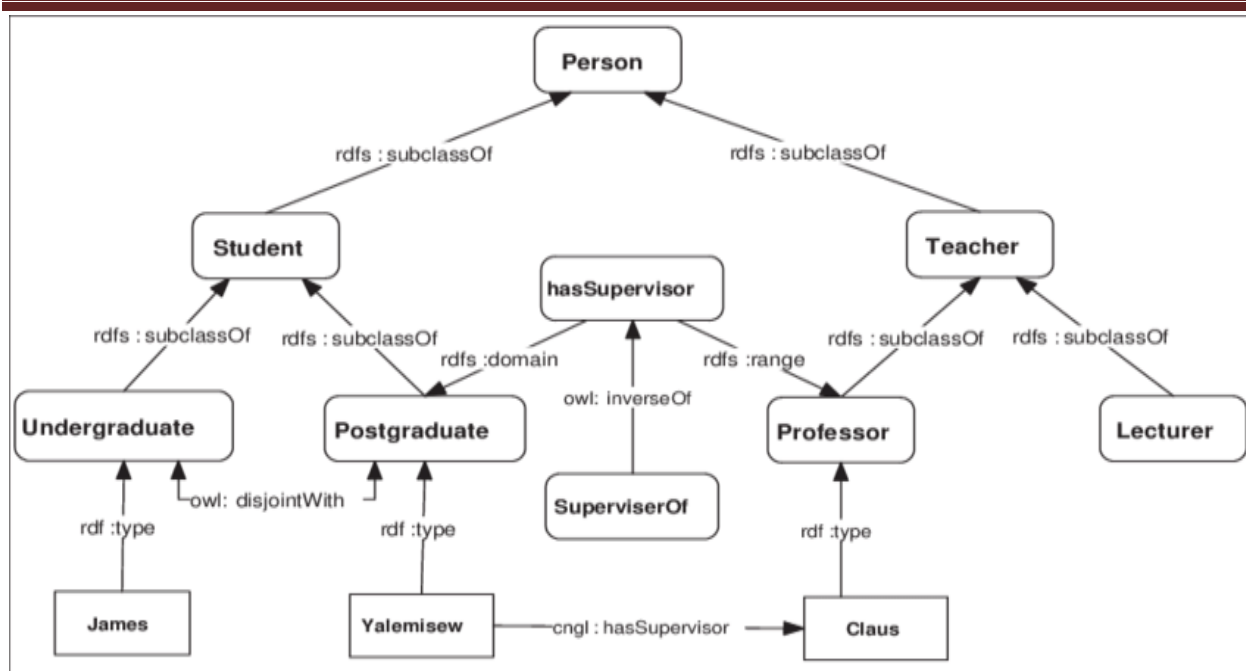 Person
rdfs : subclassOf
rdfs : subclassOf
Student
Teacher
hasSupervisor
rdfs : subclassOf
rdfs : subclassOf
rdfs :domain
rdfs :range
rdfs : subclassOf
rdfs : subclassOf
owl: inverseOf
Undergraduate
Postgraduate
Professor
Lecturer
owl: disjointWith
SuperviserOf
rdf :type
rdf :type
rdf :type
James
Yalemisew
cngl : hasSupervisor
Claus